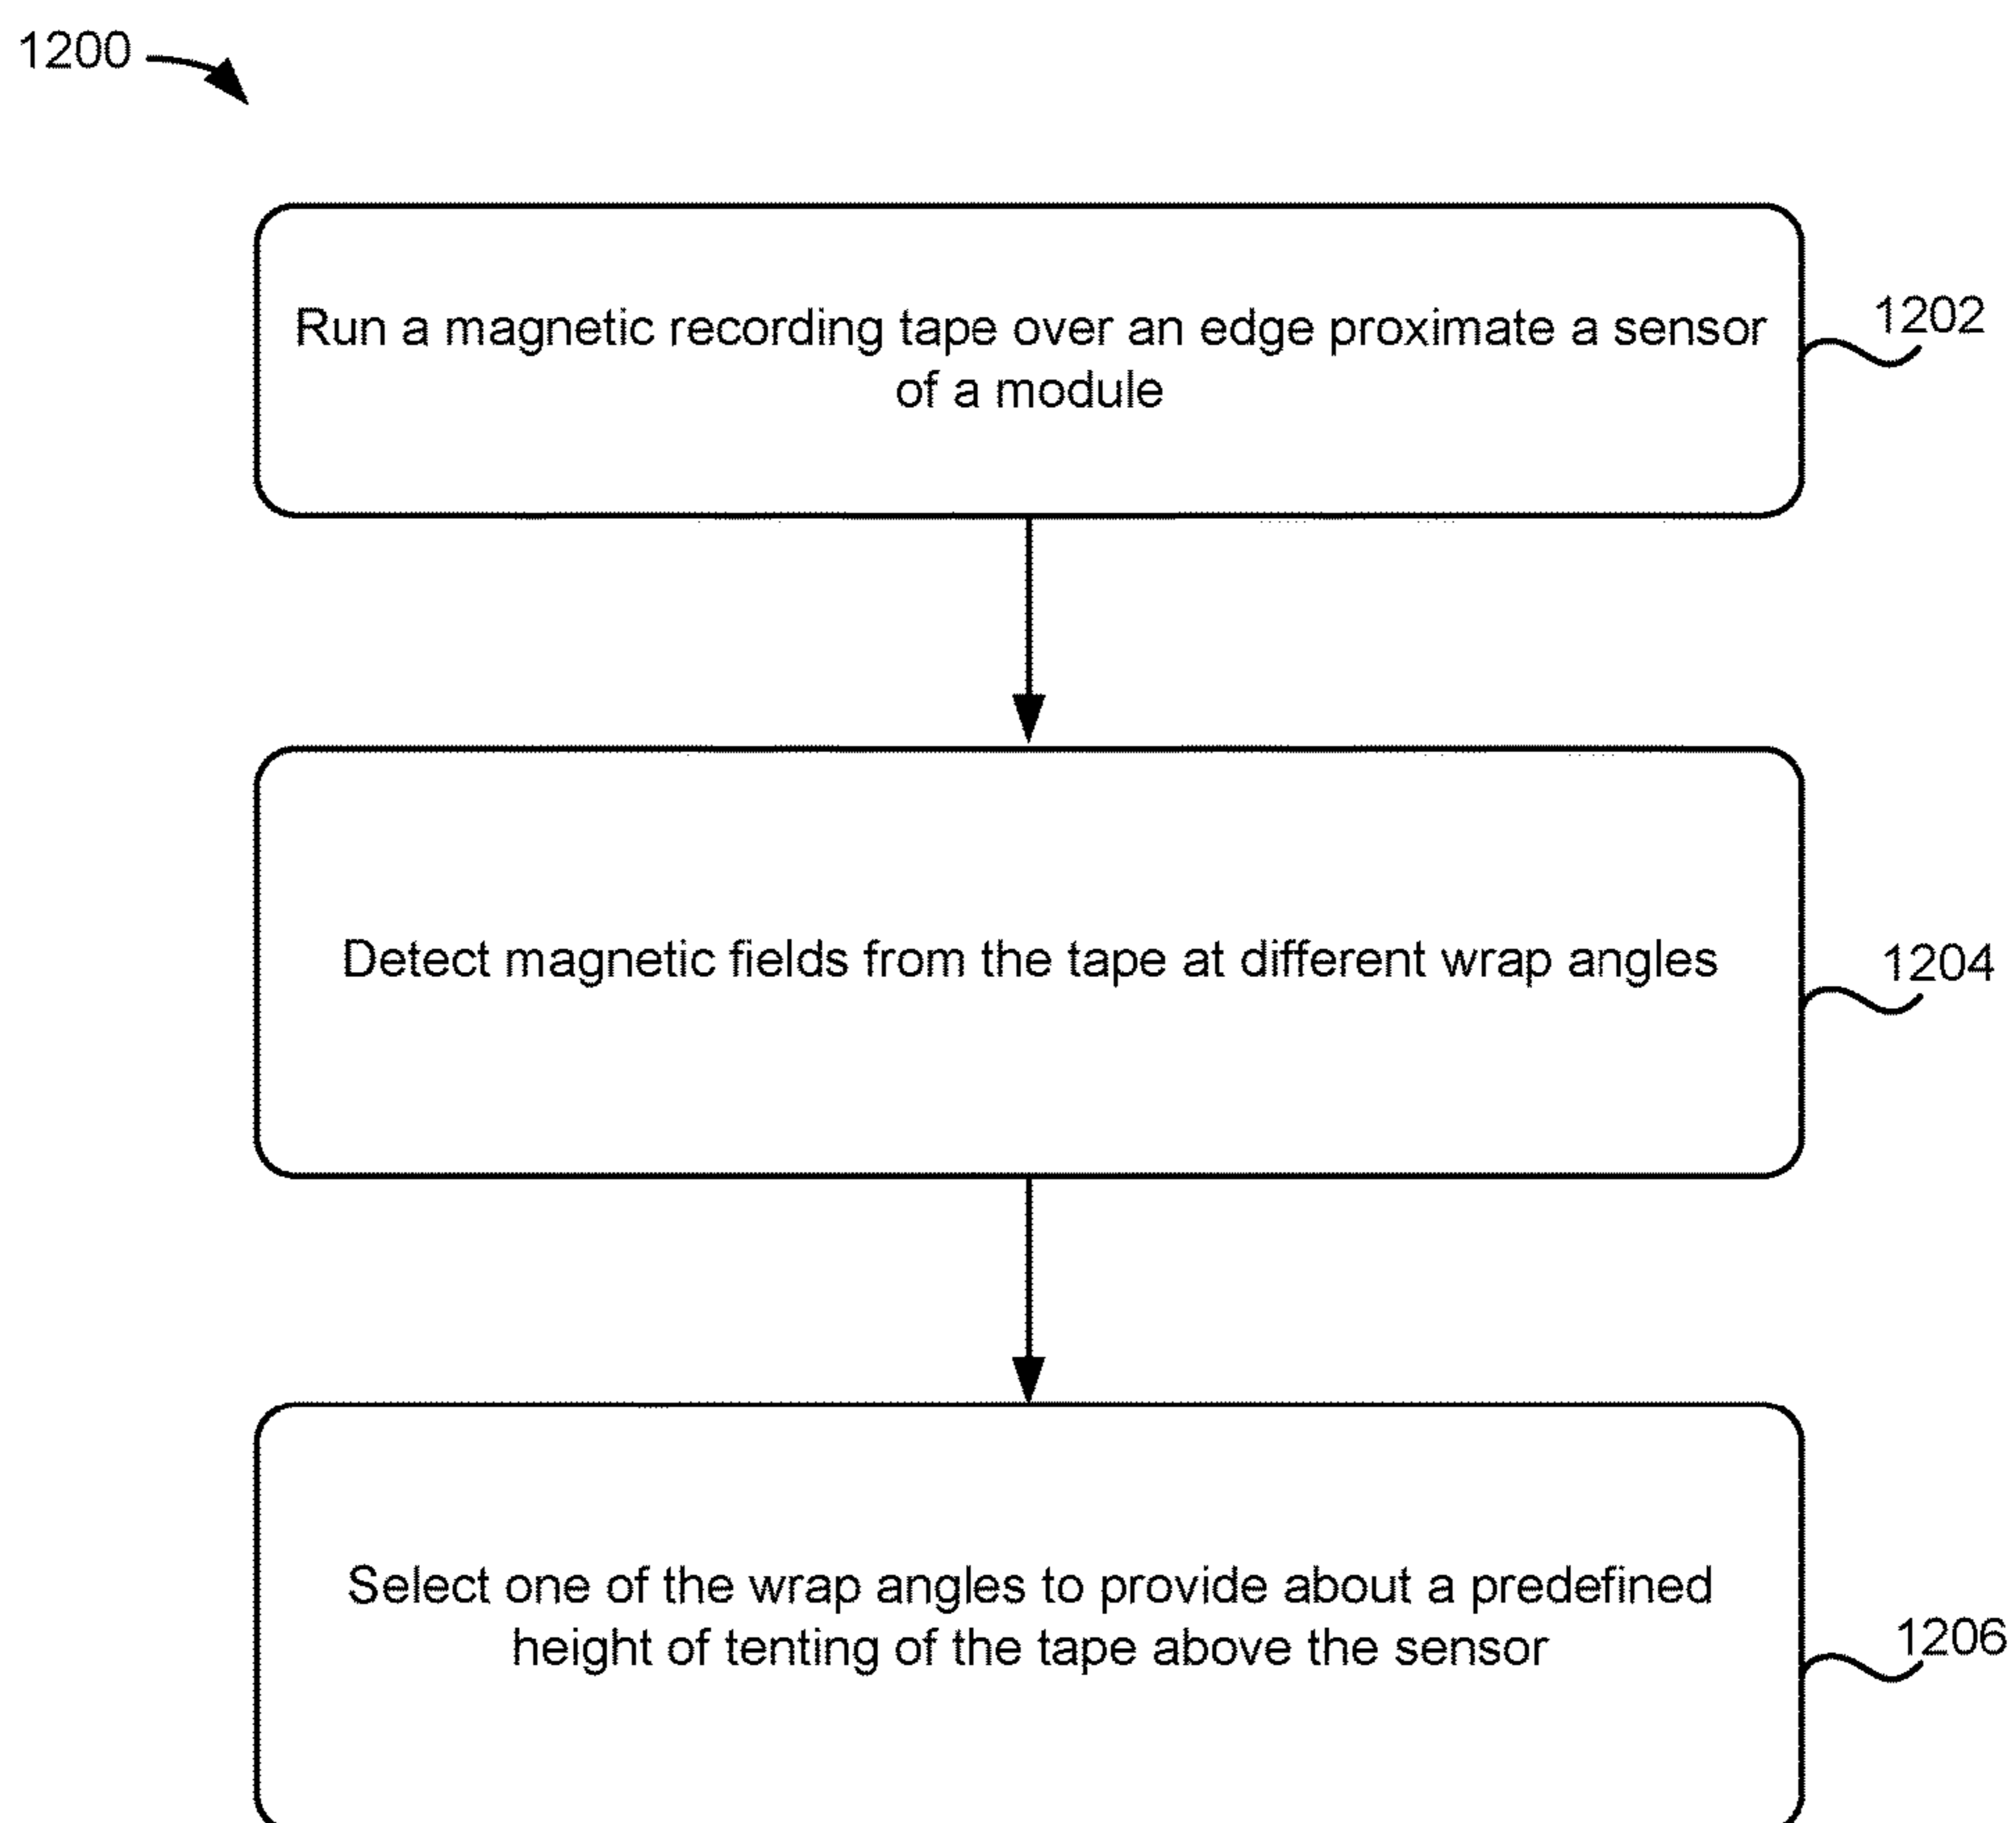 1200
Run a magnetic recording tape over an edge proximate a sensor
of a module
1202
Detect magnetic fields from the tape at different wrap angles
1204
Select one of the wrap angles to provide about a predefined
height of tenting of the tape above the sensor
1206